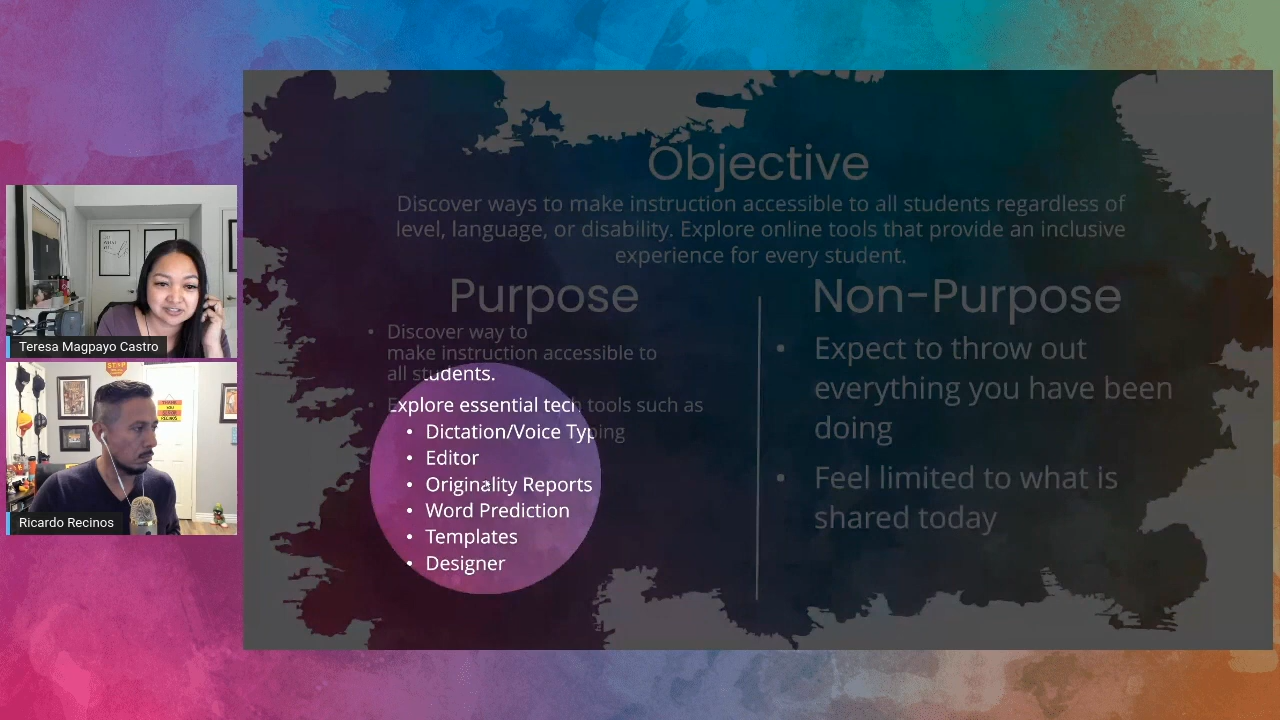 Objective
Discover ways to make instruction accessible to all students regardless of
level, language, or disability. Explore online tools that provide an inclusive
experience for every student.
Purpose
• Discover way to
make instruction accessible to
all students.
• Explore essential tech tools such as
• Dictation/Voice Typing
• Editor
• Originality Reports
• Word Prediction
• Templates
• Designer
Non-Purpose
• Expect to throw out
everything you have been
doing
• Feel limited to what is
shared today
Teresa Magpayo Castro
Ricardo Recinos